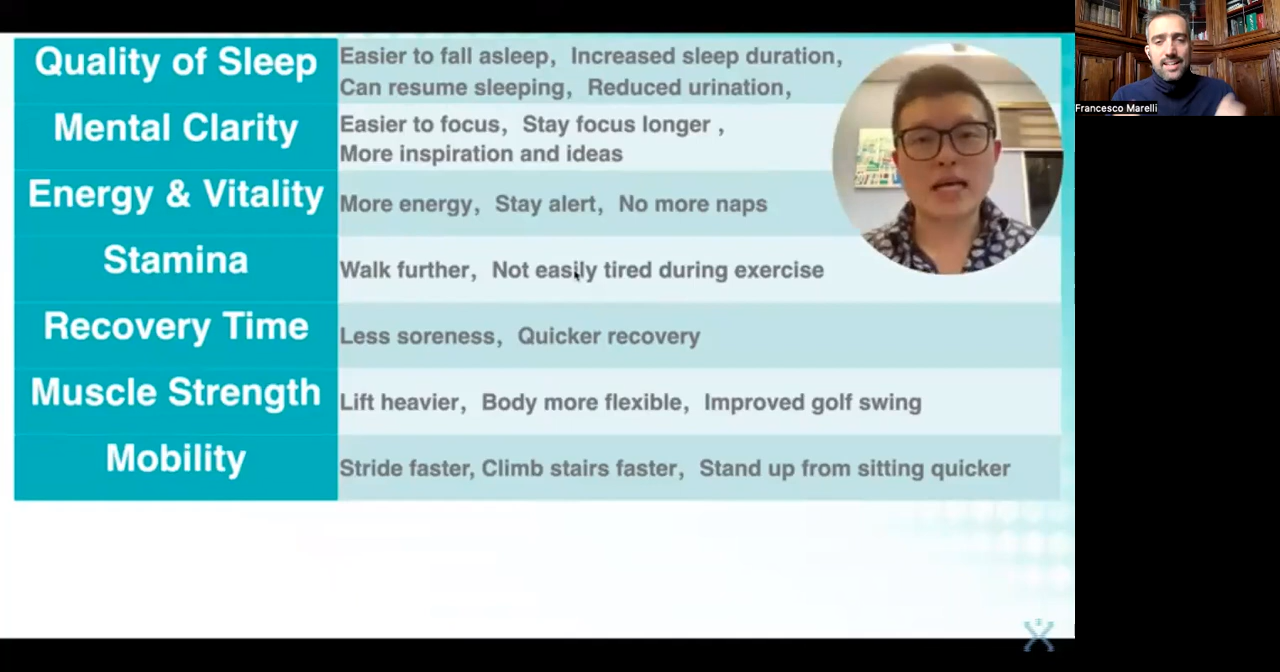 Quality of Sleep
Easier to fall asleep, Increased sleep duration,
Can resume sleeping, Reduced urination,
Mental Clarity
Easier to focus, Stay focus longer ,
More inspiration and ideas
Energy & Vitality
More energy, Stay alert, No more naps
Stamina
Walk further, Not easily tired during exercise
Recovery Time
Less soreness, Quicker recovery
Muscle Strength
Lift heavier, Body more flexible, Improved golf swing
Mobility
Stride faster, Climb stairs faster, Stand up from sitting quicker
Francesco Marelli